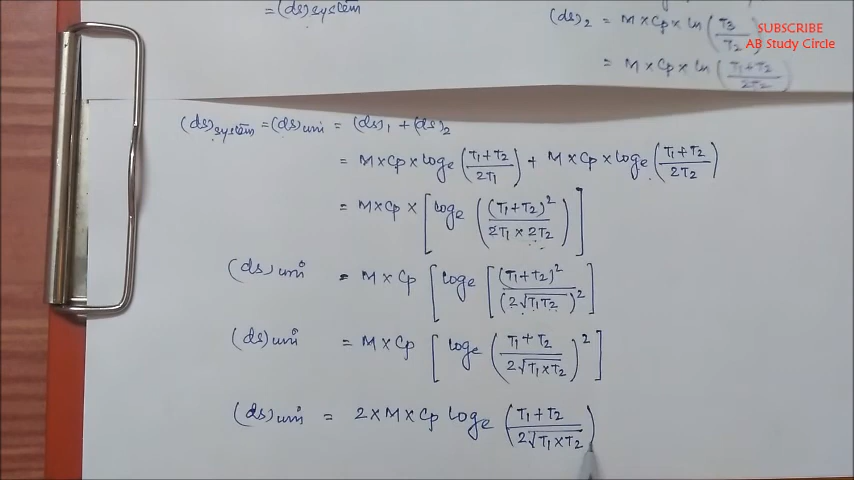 = (ds)system
(ds)2 = M × Cp × ln (T3/T2)
= M × Cp × ln ((T1+T2)/2T2)
SUBSCRIBE
AB Study Circle
(ds)system = (ds)uni = (ds)1 + (ds)2
= M × Cp × loge ((T1+T2)/2T1) + M × Cp × loge ((T1+T2)/2T2)
= M × Cp × [loge ((T1+T2)²/(2T1 × 2T2))]
(ds)uni = M × Cp [loge [(T1+T2)²/(2√T1T2)²]]
(ds)uni = M × Cp [loge ((T1+T2)/(2√T1×T2))²]
(ds)uni = 2 × M × Cp loge ((T1+T2)/(2√T1×T2))